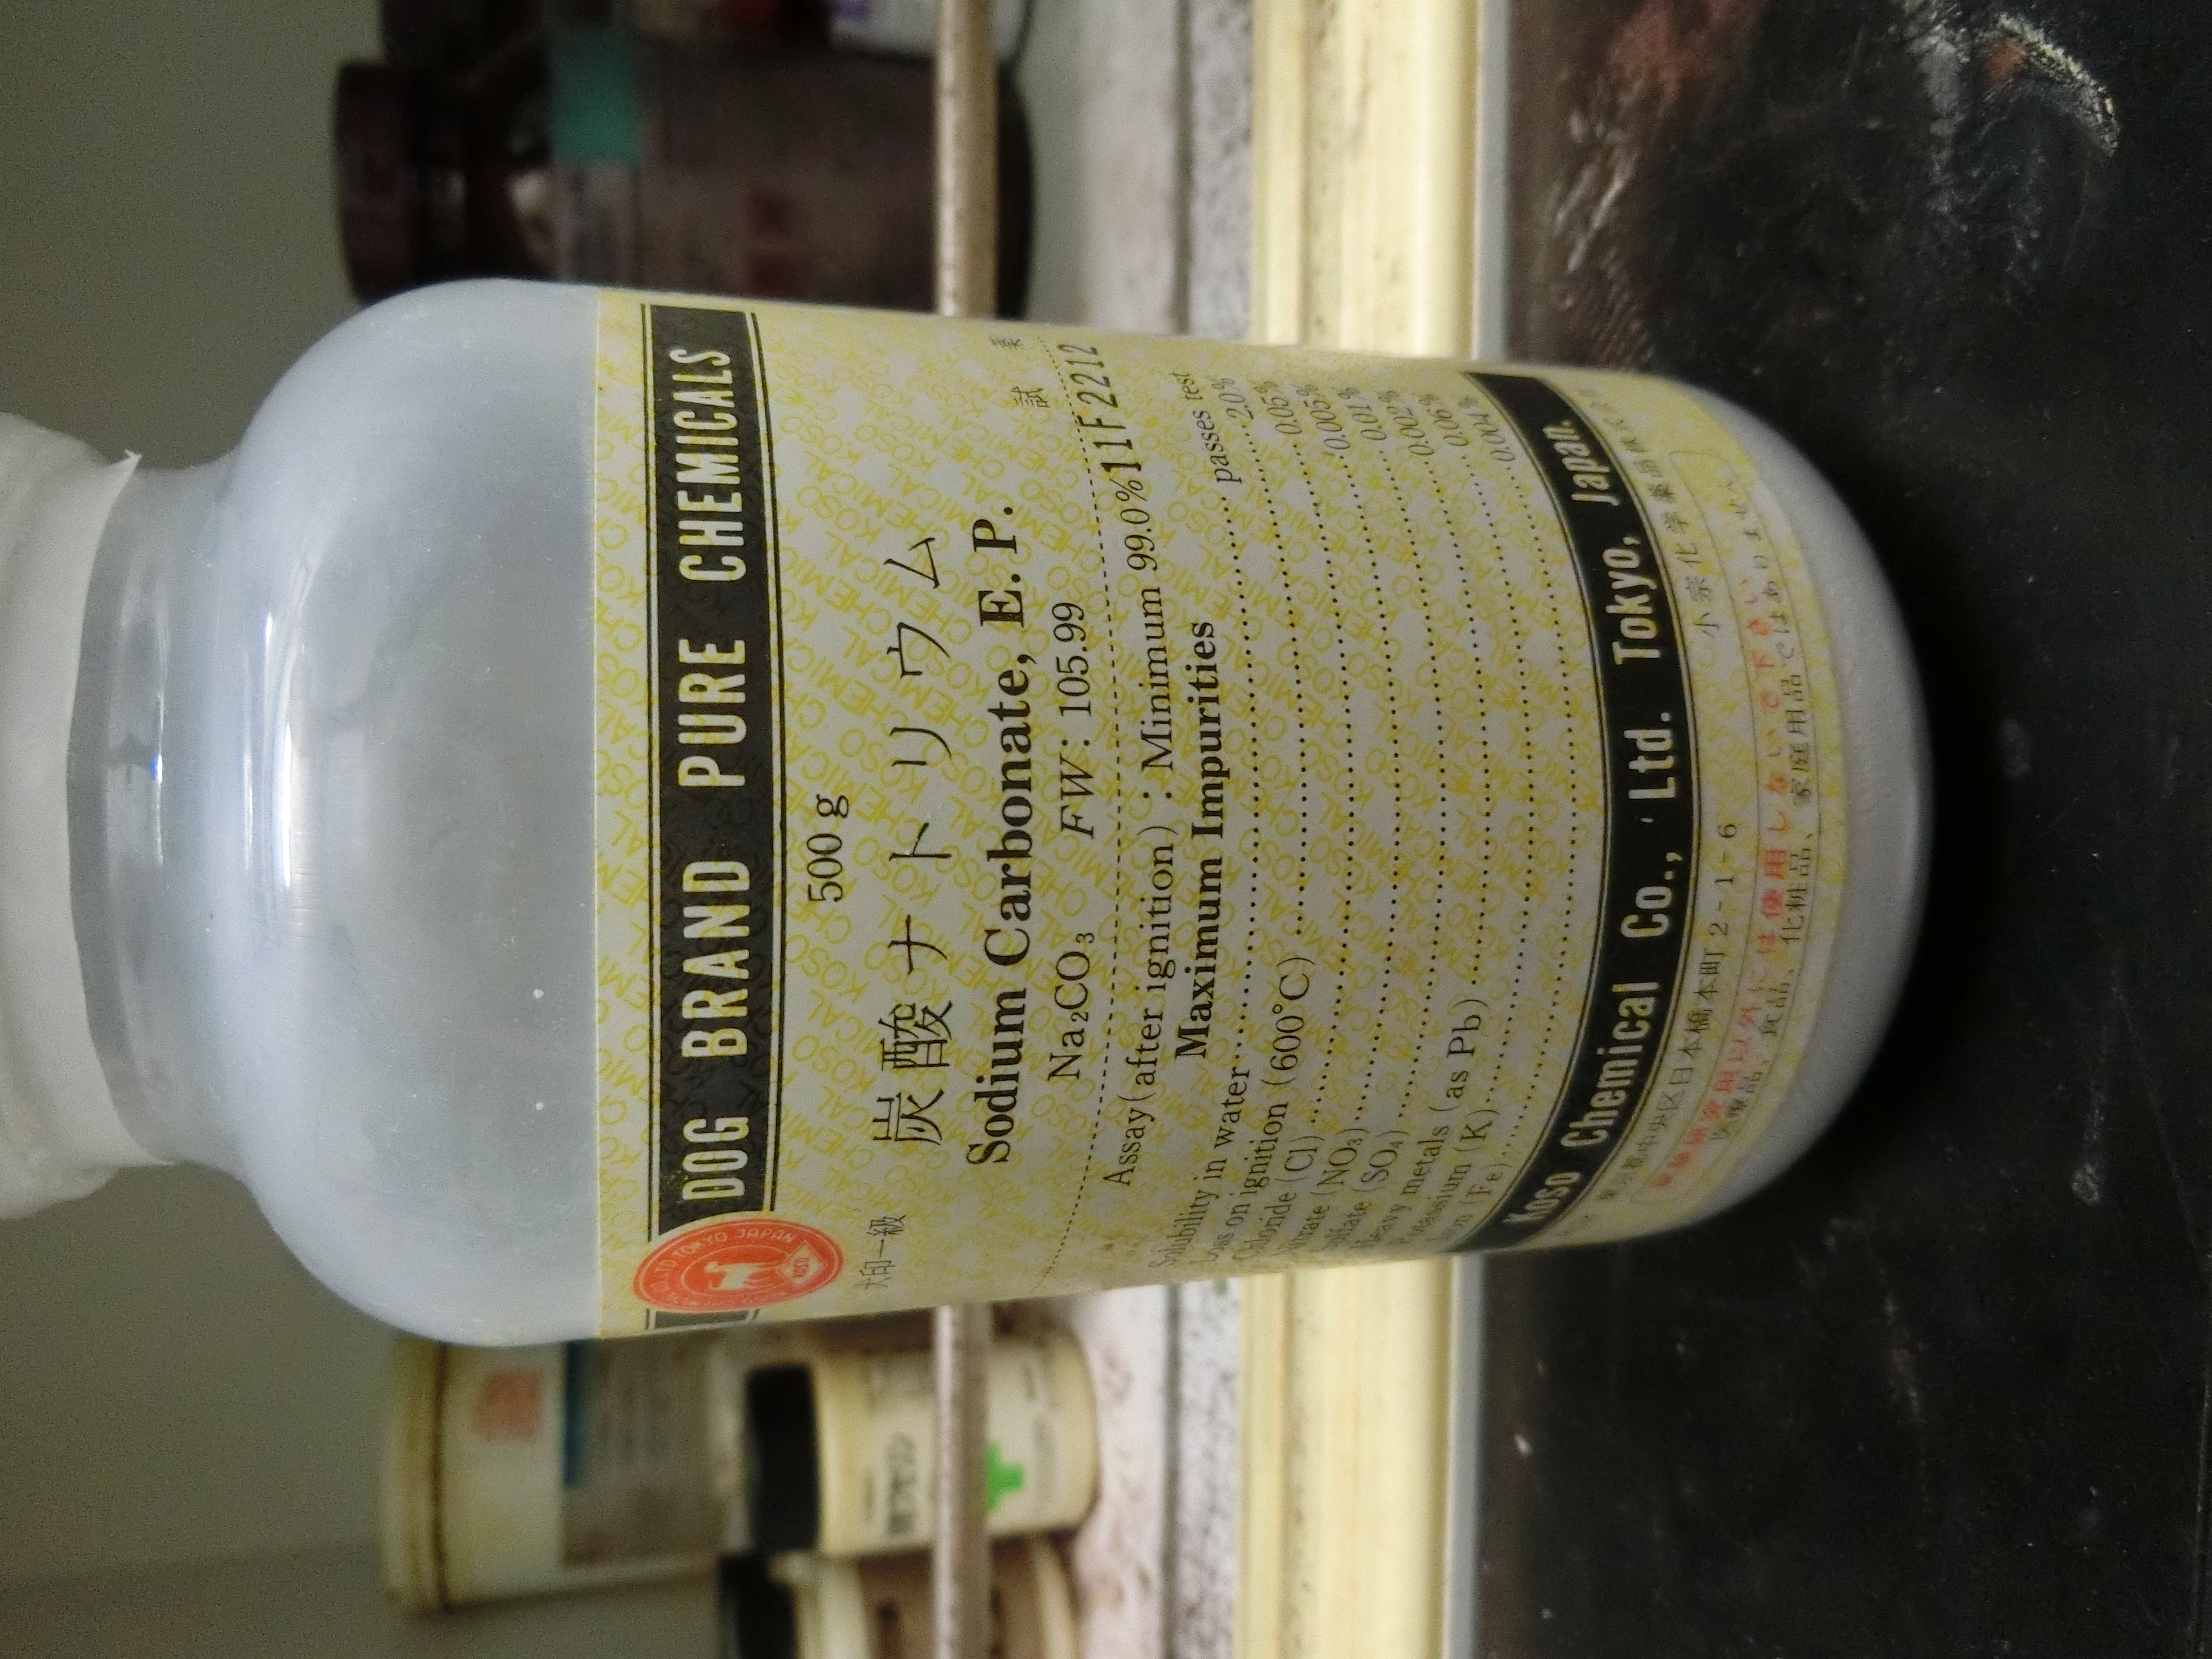 DOG BRAND PURE CHEMICALS
CO LTD TOKYO JAPAN
KOSO
500 g
犬印一級
炭酸ナトリウム
Sodium Carbonate, E. P.
試 薬
Na₂CO₃ FW: 105.99
Assay(after ignition) : Minimum 99.0%
11F2212
Maximum Impurities
Solubility in water passes test
Loss on ignition (600°C) 2.0%
Chloride (Cl) 0.05%
Nitrate (NO₃) 0.005%
Sulfate (SO₄) 0.01%
Heavy metals (as Pb) 0.002%
Potassium (K) 0.06%
Iron (Fe) 0.004%
Koso Chemical Co., Ltd. Tokyo, Japan.
東京都中央区日本橋本町2-1-6 小宗化学薬品株式会社
試験研究用以外には使用しないで下さい
医療品、食品、化粧品、家庭用品ではありません